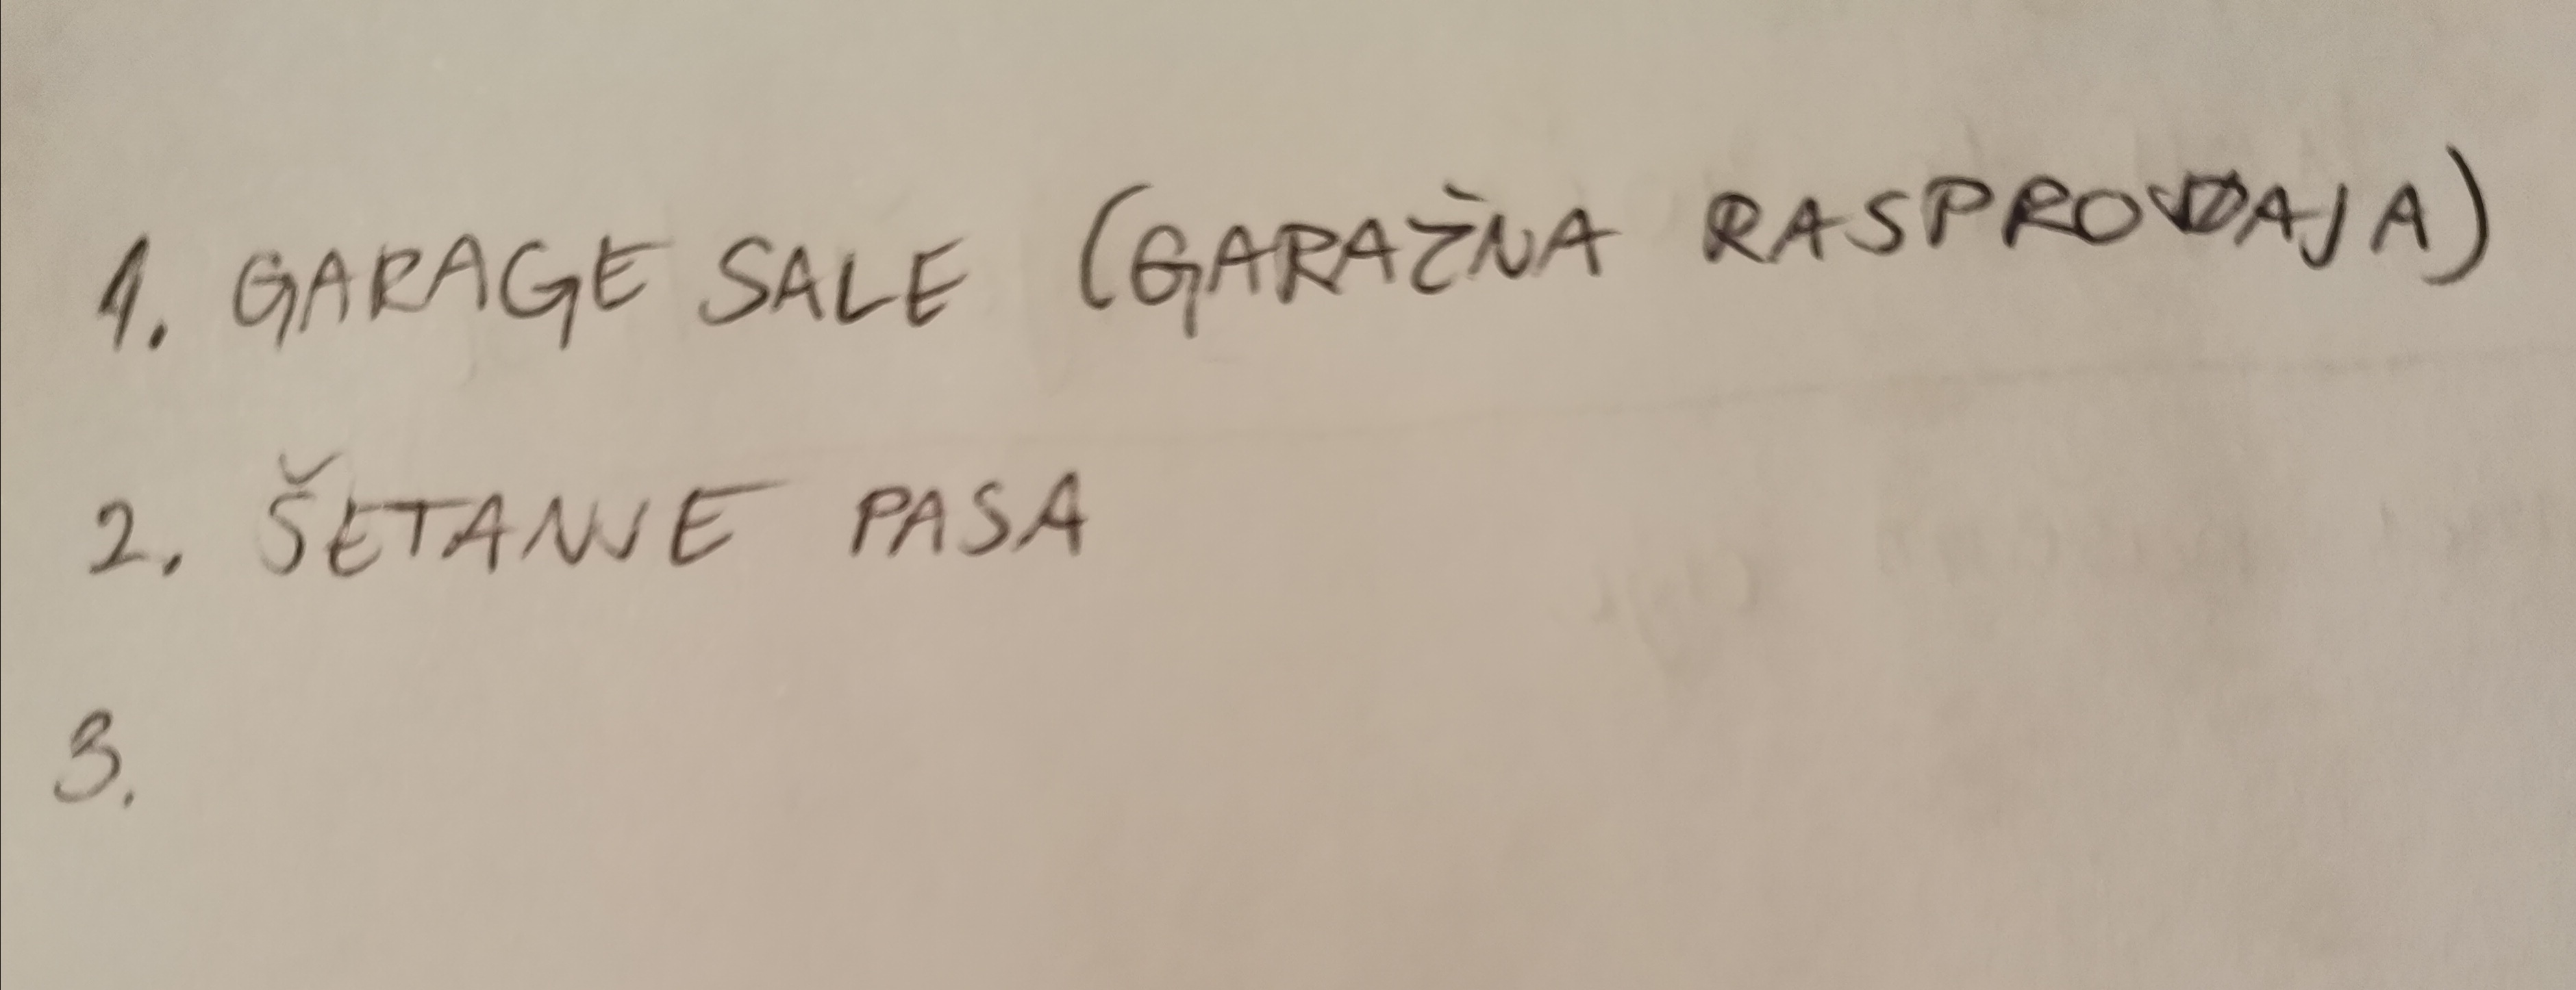 1. GARAGE SALE (GARAŽNA RASPRODAJA)
2. ŠETANJE PASA
3.